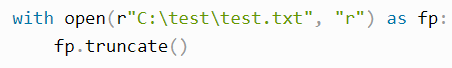 with open(r"C:\test\test.txt", "r") as fp:
    fp.truncate()